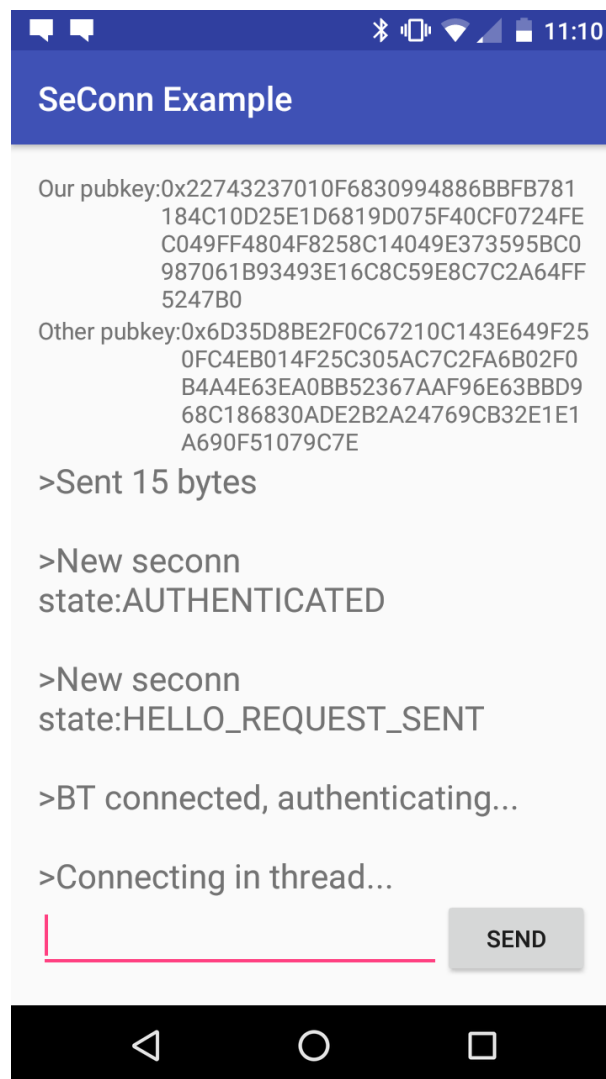 11:10
SeConn Example
Our pubkey:0x22743237010F6830994886BBFB781
184C10D25E1D6819D075F40CF0724FE
C049FF4804F8258C14049E373595BC0
987061B93493E16C8C59E8C7C2A64FF
5247B0
Other pubkey:0x6D35D8BE2F0C67210C143E649F25
0FC4EB014F25C305AC7C2FA6B02F0
B4A4E63EA0BB52367AAF96E63BBD9
68C186830ADE2B2A24769CB32E1E1
A690F51079C7E
>Sent 15 bytes
>New seconn
state:AUTHENTICATED
>New seconn
state:HELLO_REQUEST_SENT
>BT connected, authenticating...
>Connecting in thread...
SEND